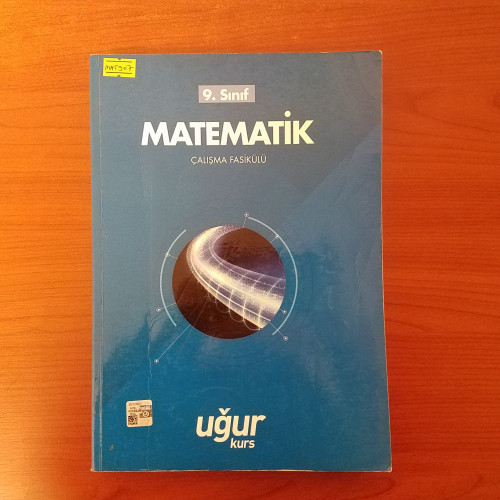 9. Sınıf
MATEMATİK
ÇALIŞMA FASİKÜLÜ
uğur
kurs